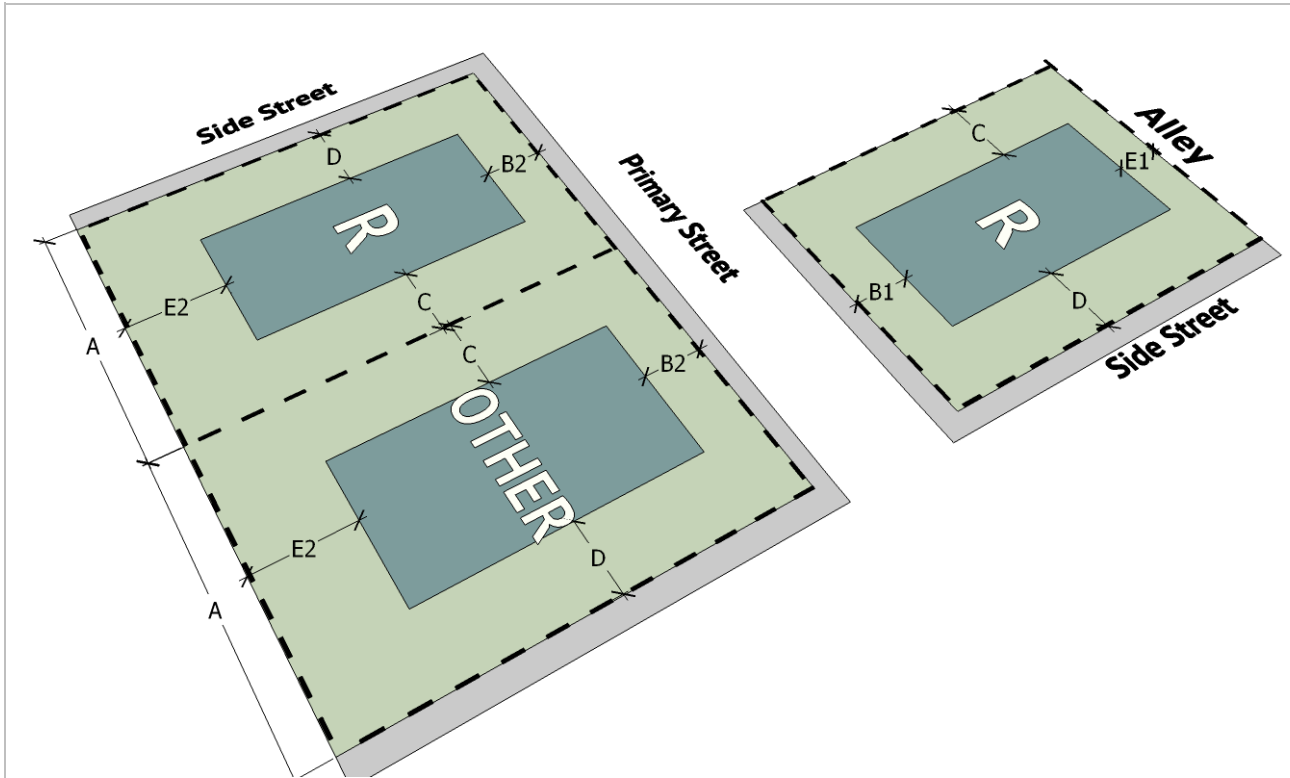 Side Street
D
B2
R
C
E2
A
Primary Street
C
B2
OTHER
E2
D
A
C
Alley
E1
R
B1
D
Side Street